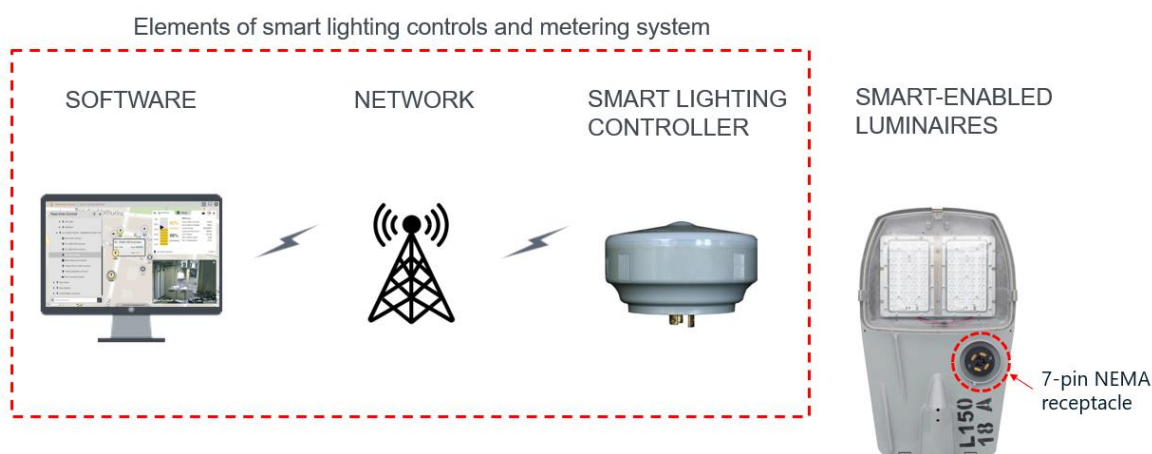 Elements of smart lighting controls and metering system
SOFTWARE
NETWORK
SMART LIGHTING
CONTROLLER
SMART-ENABLED
LUMINAIRES
7-pin NEMA
receptacle
L150
18 A